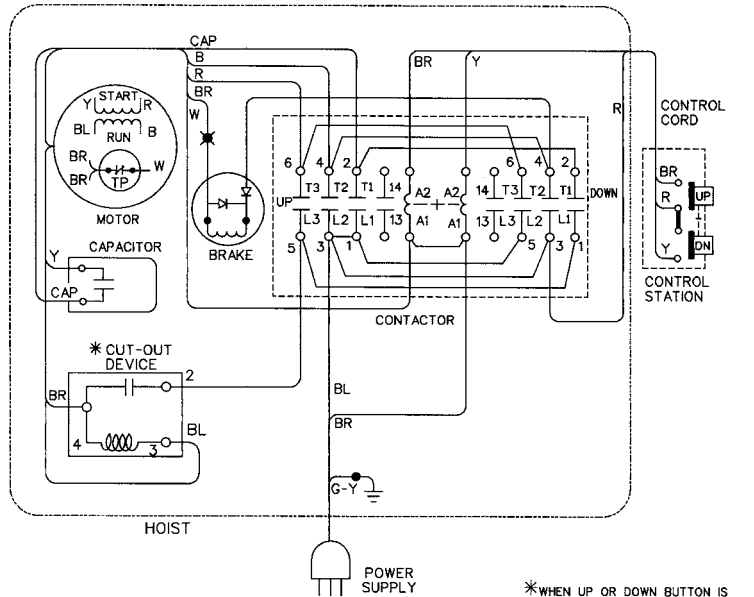 CAP
B
R
BR
W
BR
Y
R
CONTROL
CORD
START
Y
R
BL
B
RUN
BR
BR
TP
W
MOTOR
6
4
2
T3
T2
T1
14
A2
A2
14
T3
T2
T1
6
4
2
UP
DOWN
L3
L2
L1
13
A1
A1
13
L3
L2
L1
5
3
1
5
3
1
BRAKE
CONTACTOR
BR
R
Y
UP
DN
CONTROL
STATION
Y
CAPACITOR
CAP
* CUT-OUT
DEVICE
2
BR
4
3
BL
BL
BR
G-Y
HOIST
POWER
SUPPLY
*WHEN UP OR DOWN BUTTON IS